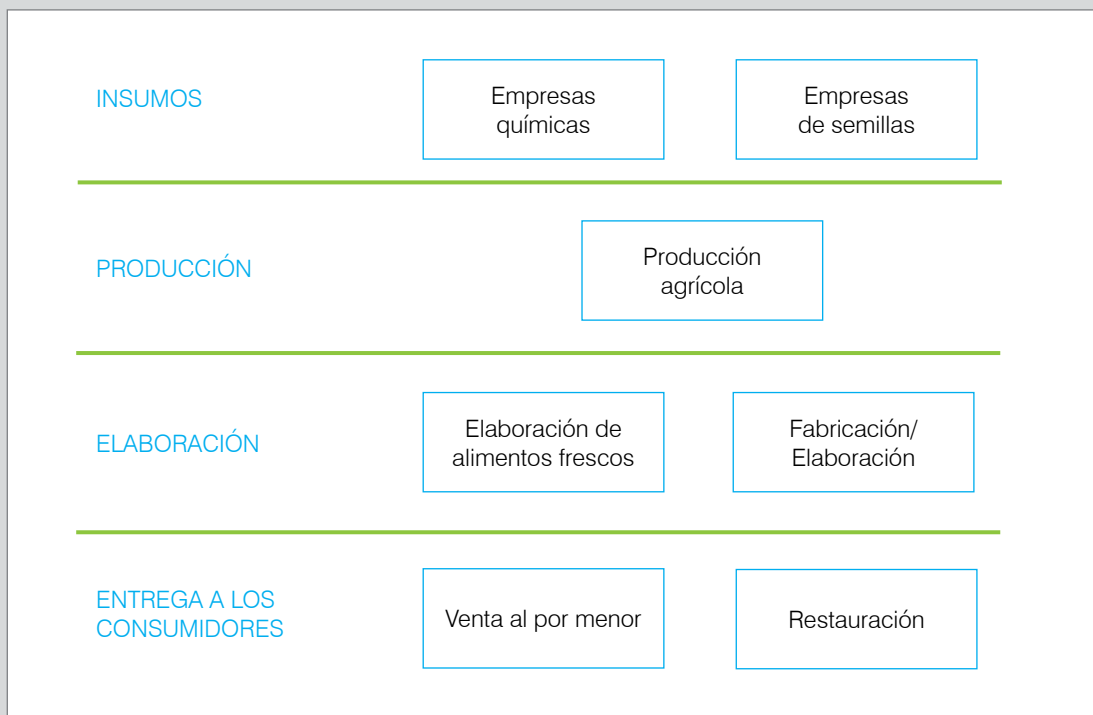 INSUMOS
Empresas
químicas
Empresas
de semillas
PRODUCCIÓN
Producción
agrícola
ELABORACIÓN
Elaboración de
alimentos frescos
Fabricación/
Elaboración
ENTREGA A LOS
CONSUMIDORES
Venta al por menor
Restauración